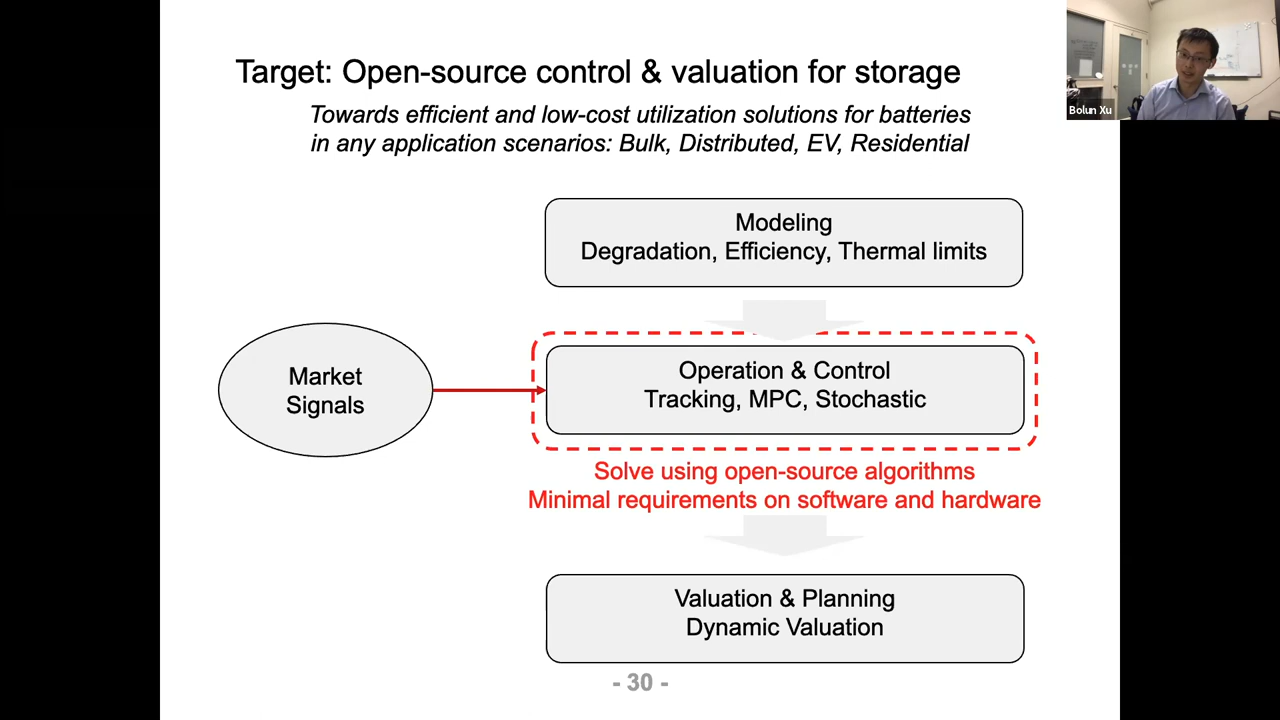 Target: Open-source control & valuation for storage
Towards efficient and low-cost utilization solutions for batteries
in any application scenarios: Bulk, Distributed, EV, Residential
Modeling
Degradation, Efficiency, Thermal limits
Market
Signals
Operation & Control
Tracking, MPC, Stochastic
Solve using open-source algorithms
Minimal requirements on software and hardware
Valuation & Planning
Dynamic Valuation
- 30 -
Bolun Xu